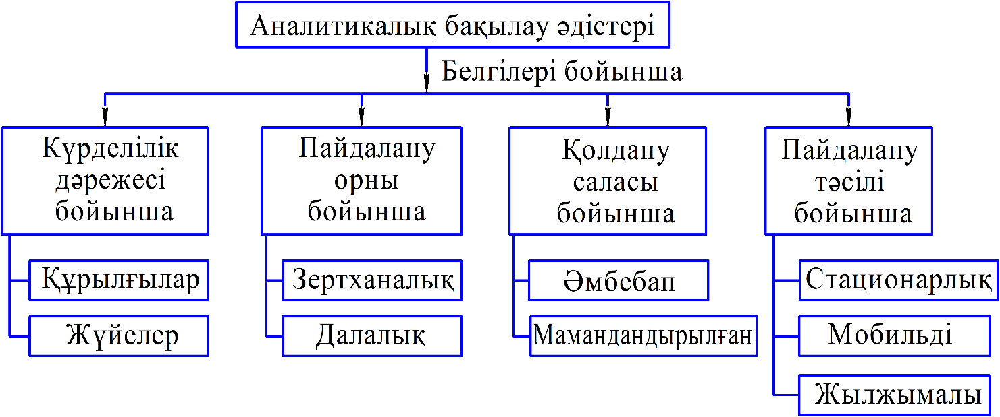 Аналитикалық бақылау әдістері
Белгілері бойынша
Күрделілік
дәрежесі
бойынша
Құрылғылар
Жүйелер
Пайдалану
орны
бойынша
Зертханалық
Далалық
Қолдану
саласы
бойынша
Әмбебап
Мамандандырылған
Пайдалану
тәсілі
бойынша
Стационарлық
Мобильді
Жылжымалы